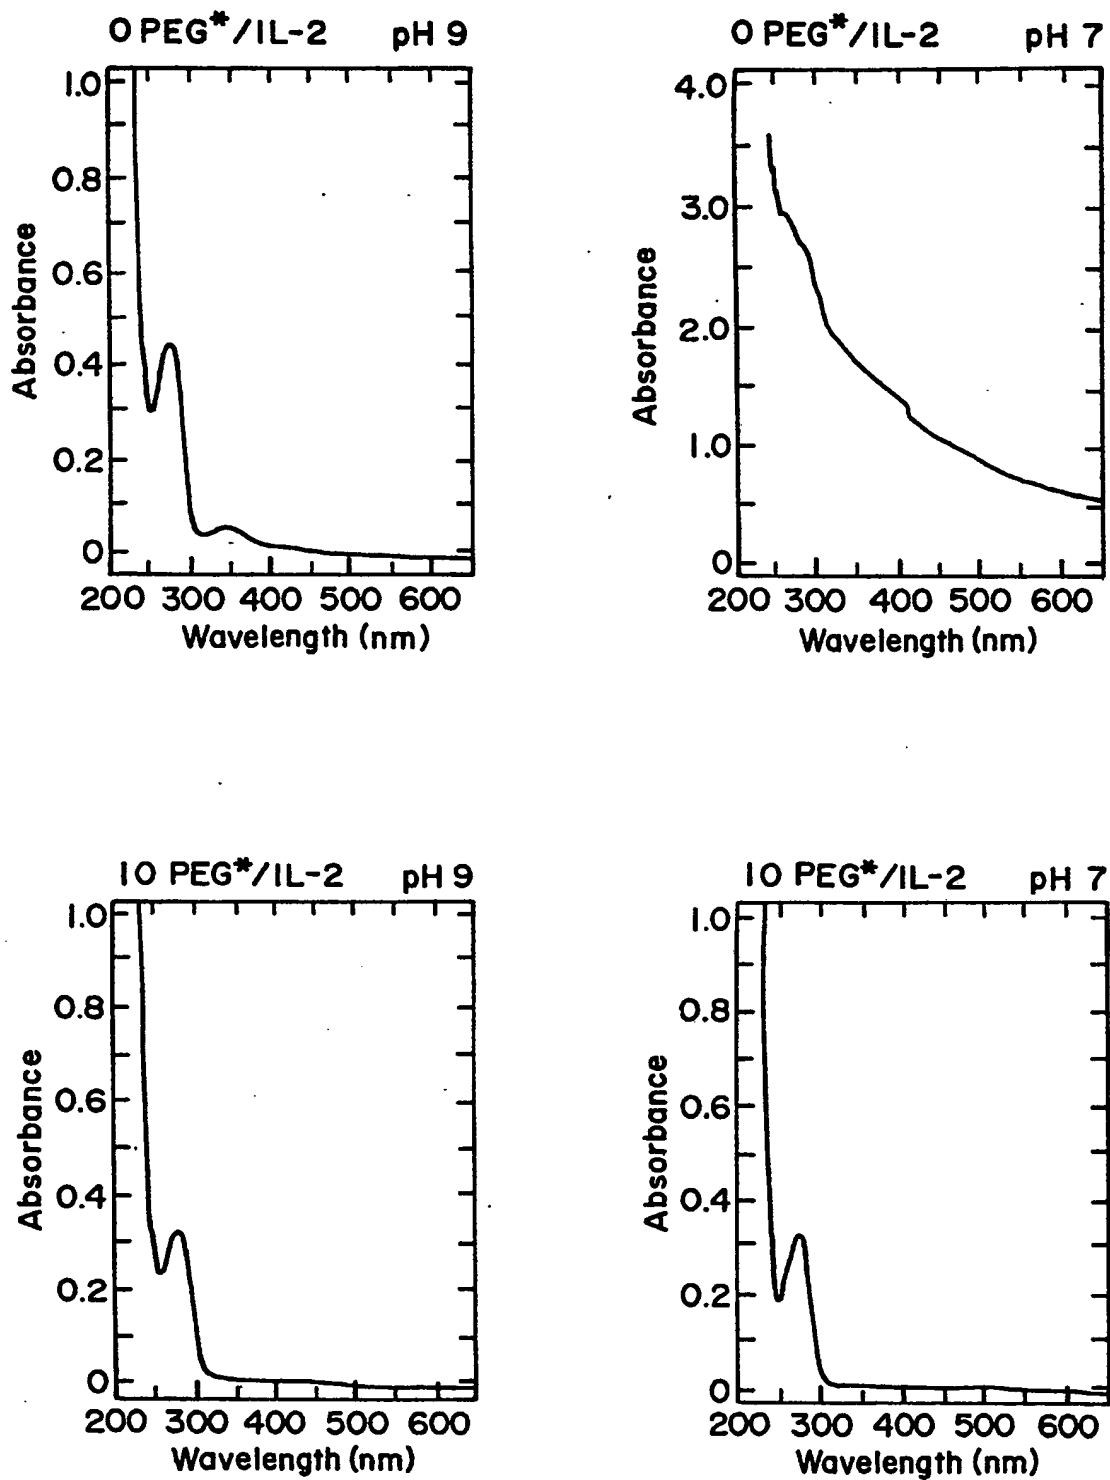 0 PEG*/IL-2 pH 9
1.0
0.8
0.6
0.4
0.2
0
Absorbance
200 300 400 500 600
Wavelength (nm)
0 PEG*/IL-2 pH 7
4.0
3.0
2.0
1.0
0
Absorbance
200 300 400 500 600
Wavelength (nm)
10 PEG*/IL-2 pH 9
1.0
0.8
0.6
0.4
0.2
0
Absorbance
200 300 400 500 600
Wavelength (nm)
10 PEG*/IL-2 pH 7
1.0
0.8
0.6
0.4
0.2
0
Absorbance
200 300 400 500 600
Wavelength (nm)